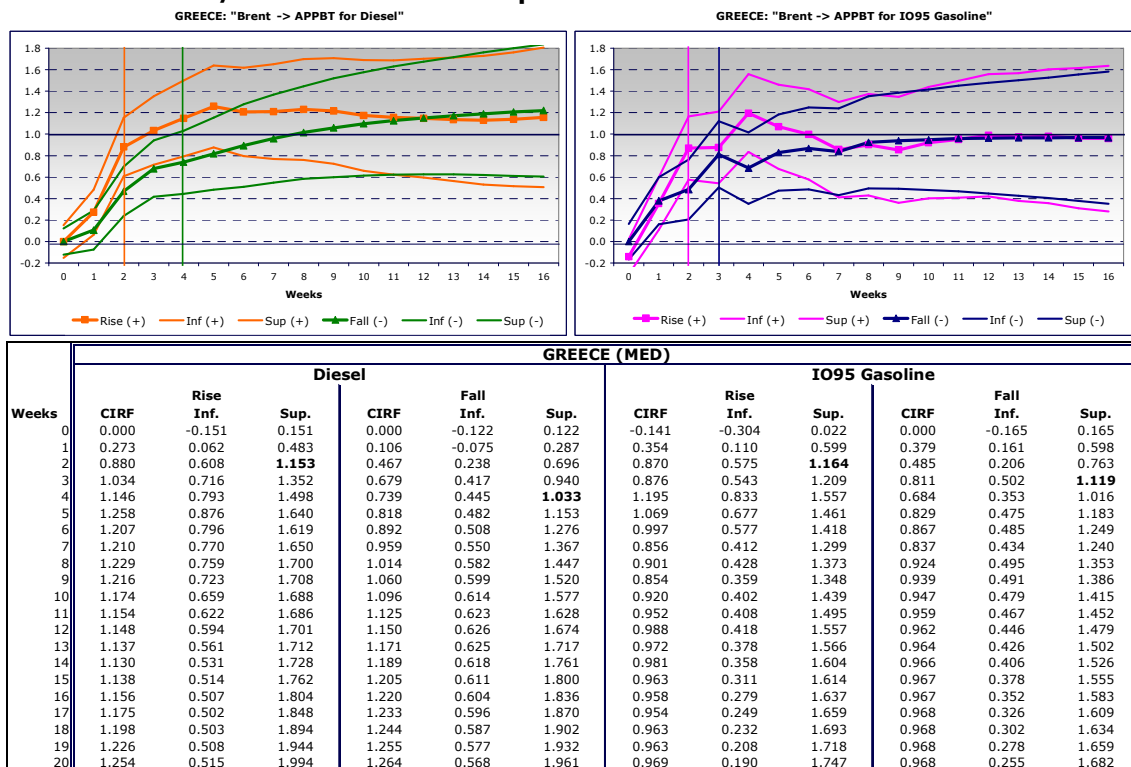 GREECE: "Brent -> APPBT for Diesel"
1.8
1.6
1.4
1.2
1.0
0.8
0.6
0.4
0.2
0.0
-0.2
0 1 2 3 4 5 6 7 8 9 10 11 12 13 14 15 16
Weeks
Rise (+) Inf (+) Sup (+) Fall (-) Inf (-) Sup (-)
GREECE: "Brent -> APPBT for IO95 Gasoline"
1.8
1.6
1.4
1.2
1.0
0.8
0.6
0.4
0.2
0.0
-0.2
0 1 2 3 4 5 6 7 8 9 10 11 12 13 14 15 16
Weeks
Rise (+) Inf (+) Sup (+) Fall (-) Inf (-) Sup (-)
GREECE (MED)
Diesel IO95 Gasoline
Rise Fall Rise Fall
Weeks CIRF Inf. Sup. CIRF Inf. Sup. CIRF Inf. Sup. CIRF Inf. Sup.
0 0.000 -0.151 0.151 0.000 -0.122 0.122 -0.141 -0.304 0.022 0.000 -0.165 0.165
1 0.273 0.062 0.483 0.106 -0.075 0.287 0.354 0.110 0.599 0.379 0.161 0.598
2 0.880 0.608 1.153 0.467 0.238 0.696 0.870 0.575 1.164 0.485 0.206 0.763
3 1.034 0.716 1.352 0.679 0.417 0.940 0.876 0.543 1.209 0.811 0.502 1.119
4 1.146 0.793 1.498 0.739 0.445 1.033 1.195 0.833 1.557 0.684 0.353 1.016
5 1.258 0.876 1.640 0.818 0.482 1.153 1.069 0.677 1.461 0.829 0.475 1.183
6 1.207 0.796 1.619 0.892 0.508 1.276 0.997 0.577 1.418 0.867 0.485 1.249
7 1.210 0.770 1.650 0.959 0.550 1.367 0.856 0.412 1.299 0.837 0.434 1.240
8 1.229 0.759 1.700 1.014 0.582 1.447 0.901 0.428 1.373 0.924 0.495 1.353
9 1.216 0.723 1.708 1.060 0.599 1.520 0.854 0.359 1.348 0.939 0.491 1.386
10 1.174 0.659 1.688 1.096 0.614 1.577 0.920 0.402 1.439 0.947 0.479 1.415
11 1.154 0.622 1.686 1.125 0.623 1.628 0.952 0.408 1.495 0.959 0.467 1.452
12 1.148 0.594 1.701 1.150 0.626 1.674 0.988 0.418 1.557 0.962 0.446 1.479
13 1.137 0.561 1.712 1.171 0.625 1.717 0.972 0.378 1.566 0.964 0.426 1.502
14 1.130 0.531 1.728 1.189 0.618 1.761 0.981 0.358 1.604 0.966 0.406 1.526
15 1.138 0.514 1.762 1.205 0.611 1.800 0.963 0.311 1.614 0.967 0.378 1.555
16 1.156 0.507 1.804 1.220 0.604 1.836 0.958 0.279 1.637 0.967 0.352 1.583
17 1.175 0.502 1.848 1.233 0.596 1.870 0.954 0.249 1.659 0.968 0.326 1.609
18 1.198 0.503 1.894 1.244 0.587 1.902 0.963 0.232 1.693 0.968 0.302 1.634
19 1.226 0.508 1.944 1.255 0.577 1.932 0.963 0.208 1.718 0.968 0.278 1.659
20 1.254 0.515 1.994 1.264 0.568 1.961 0.969 0.190 1.747 0.968 0.255 1.682